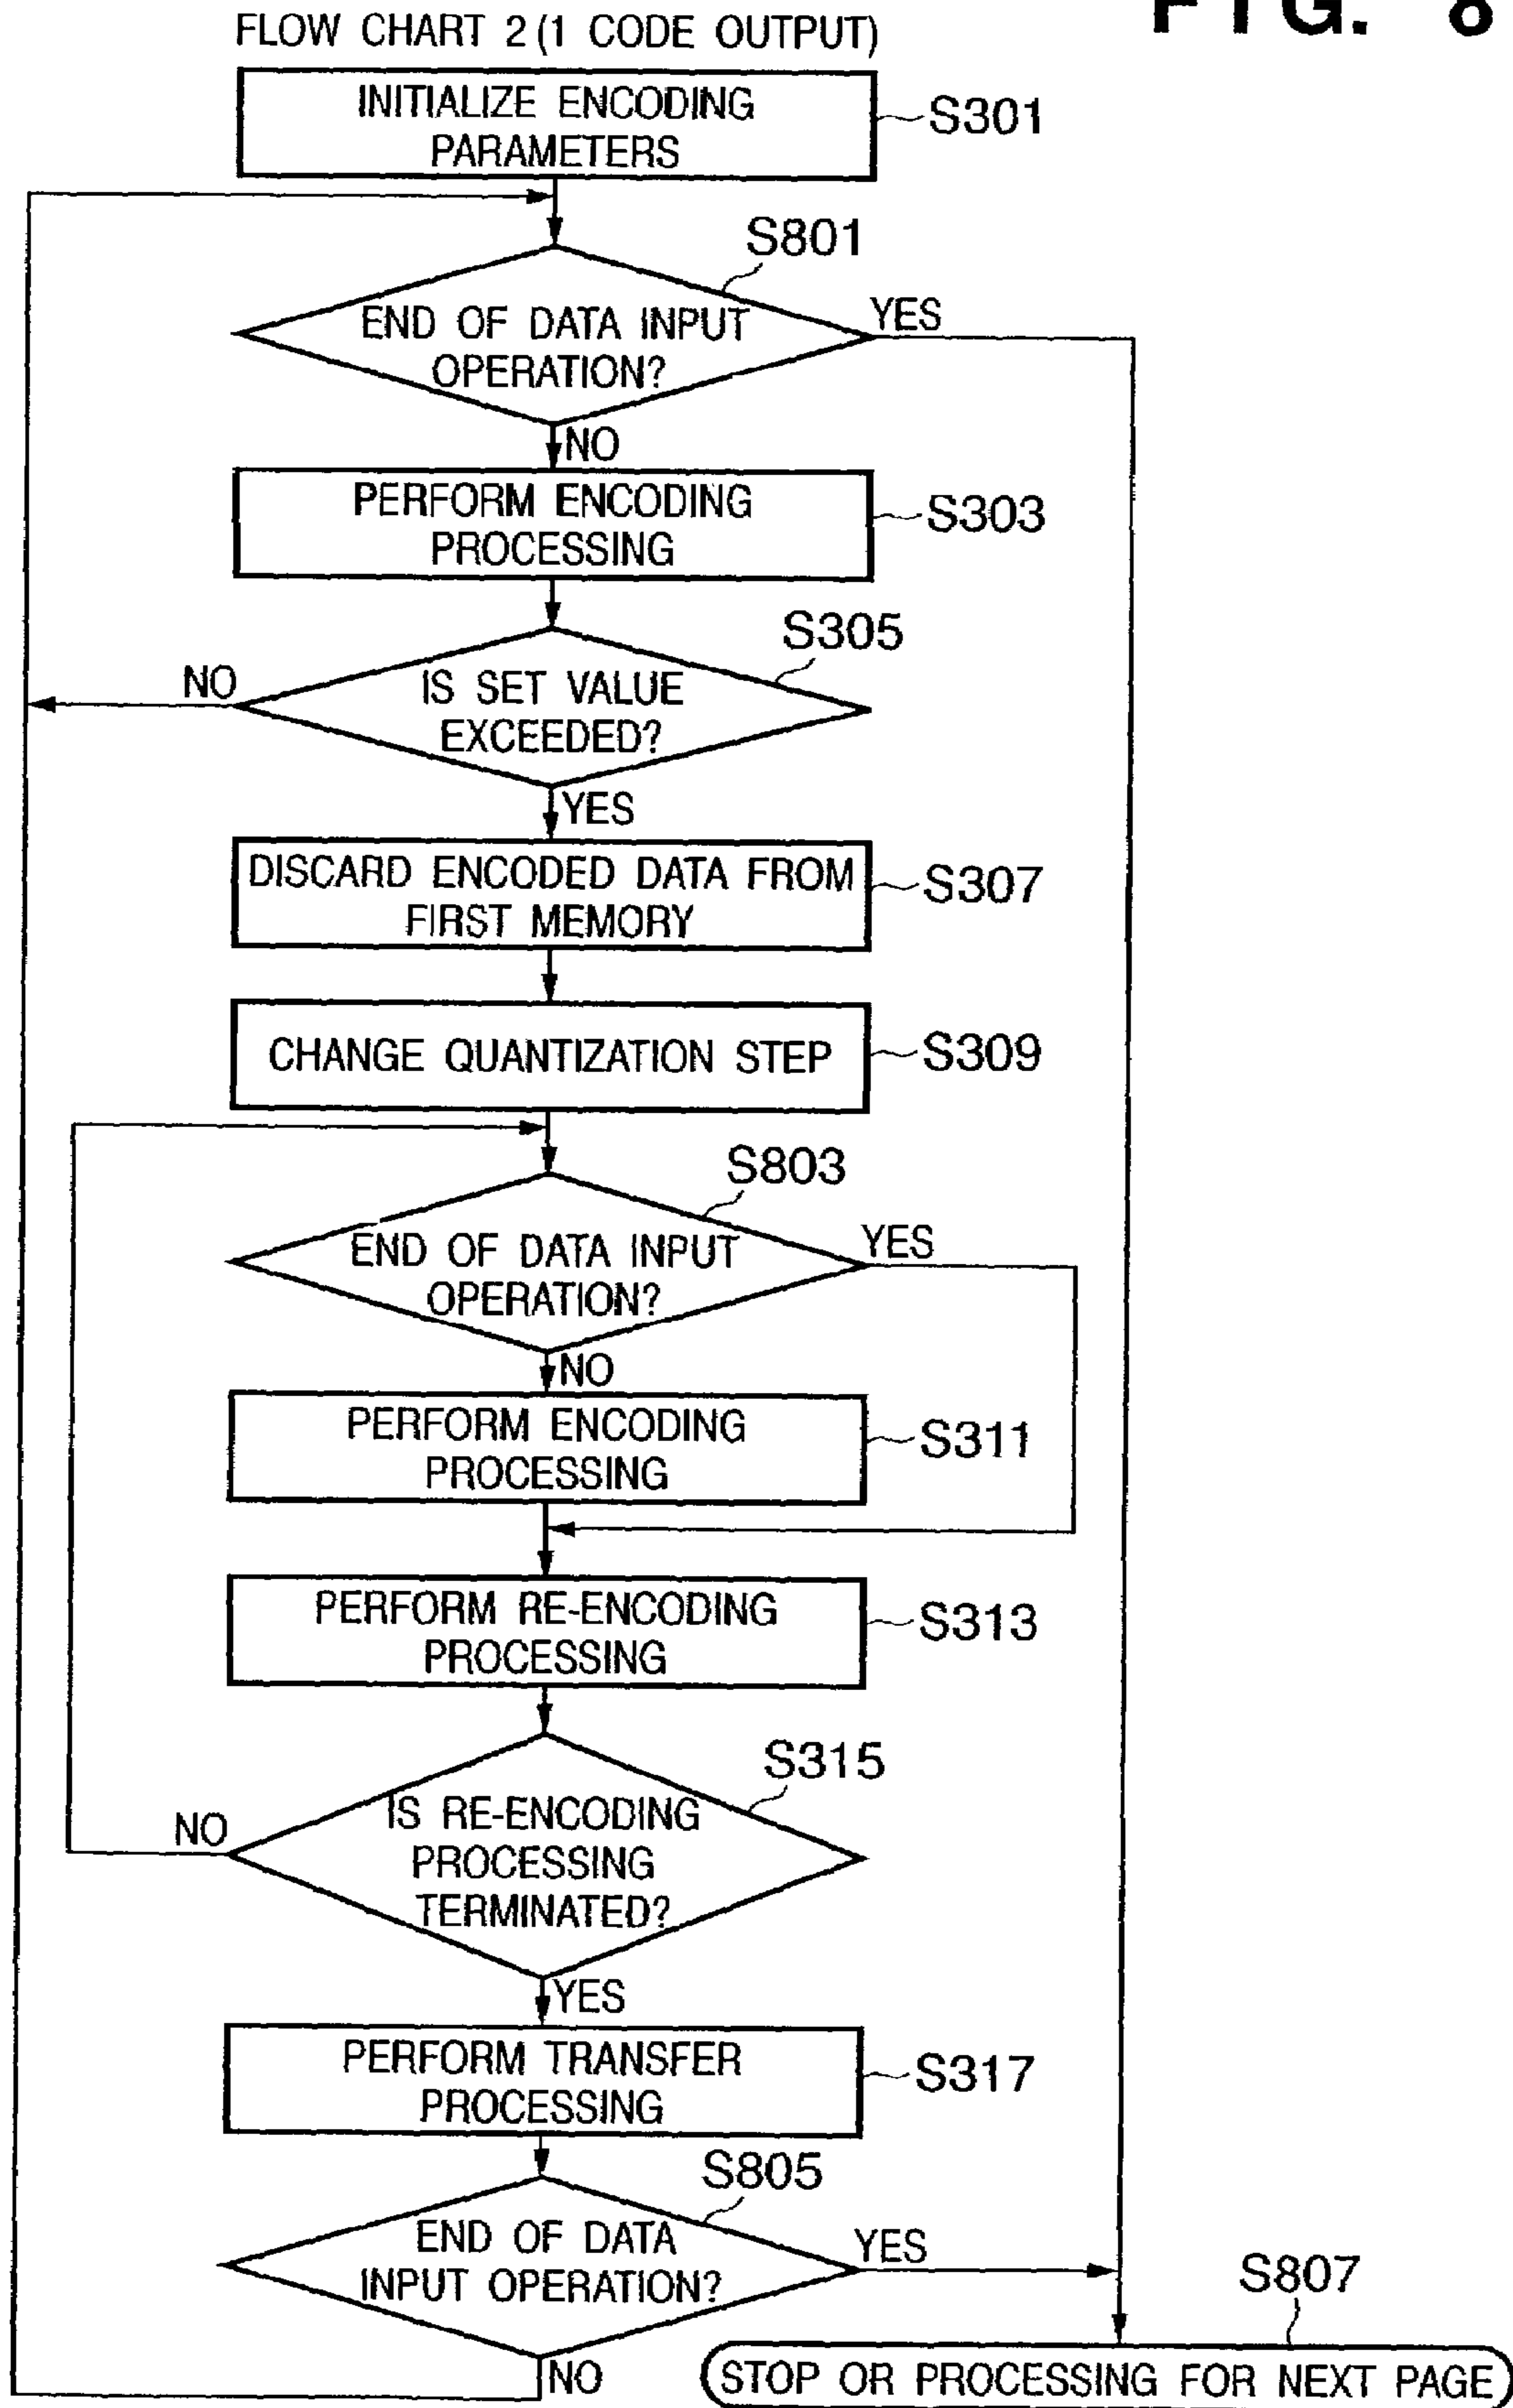 FIG. 8
FLOW CHART 2 (1 CODE OUTPUT)
INITIALIZE ENCODING
PARAMETERS
S301
S801
END OF DATA INPUT
OPERATION?
YES
NO
PERFORM ENCODING
PROCESSING
S303
S305
IS SET VALUE
EXCEEDED?
NO
YES
DISCARD ENCODED DATA FROM
FIRST MEMORY
S307
CHANGE QUANTIZATION STEP
S309
S803
END OF DATA INPUT
OPERATION?
YES
NO
PERFORM ENCODING
PROCESSING
S311
PERFORM RE-ENCODING
PROCESSING
S313
S315
IS RE-ENCODING
PROCESSING
TERMINATED?
NO
YES
PERFORM TRANSFER
PROCESSING
S317
S805
END OF DATA
INPUT OPERATION?
YES
NO
S807
STOP OR PROCESSING FOR NEXT PAGE